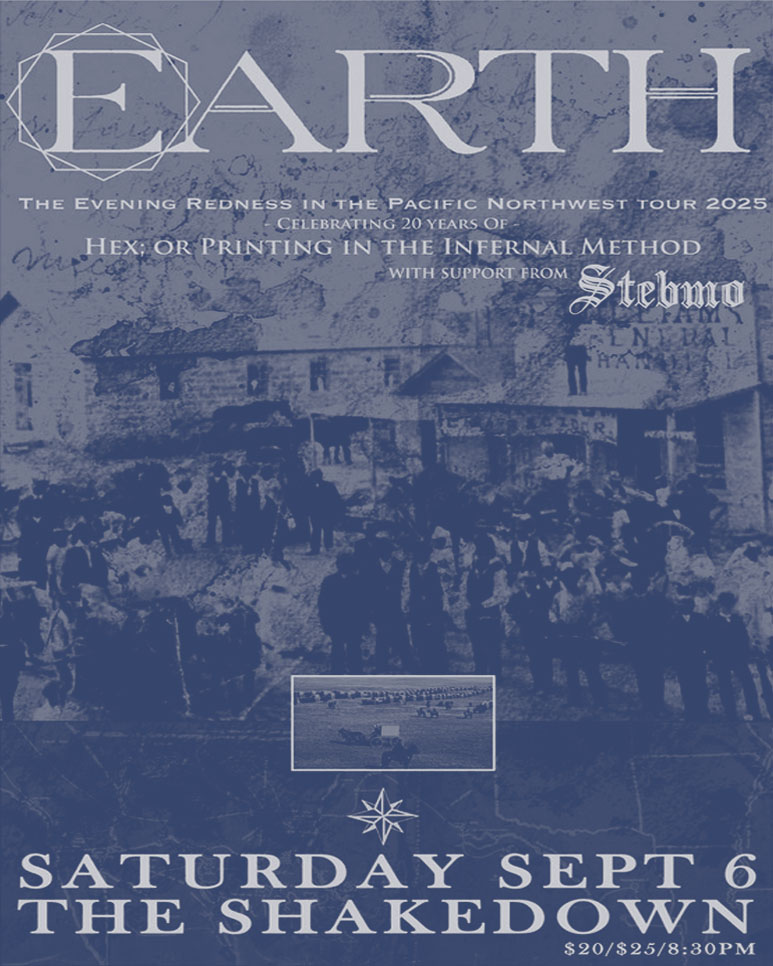 EARTH
THE EVENING REDNESS IN THE PACIFIC NORTHWEST TOUR 2025
- CELEBRATING 20 YEARS OF -
HEX; OR PRINTING IN THE INFERNAL METHOD
WITH SUPPORT FROM Stebmo
GENERAL
SATURDAY SEPT 6
THE SHAKEDOWN
$20/$25/8:30PM